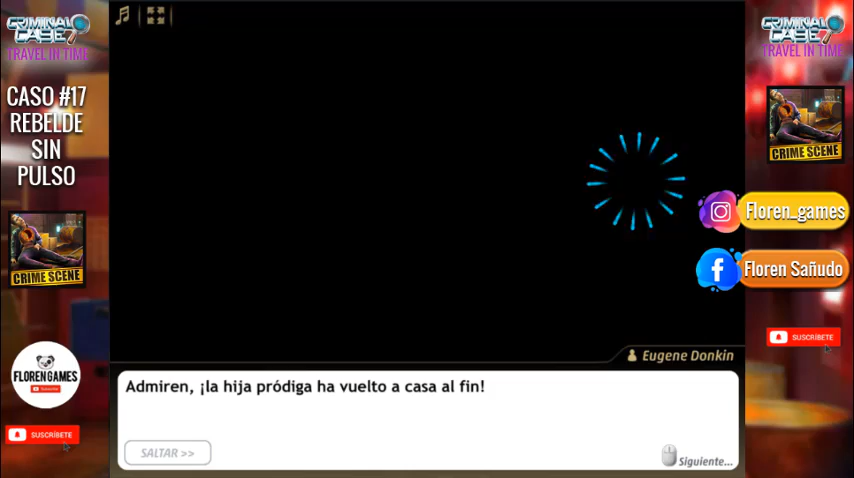 CRIMINAL CASE
TRAVEL IN TIME
CASO #17
REBELDE
SIN
PULSO
CRIME SCENE
FLOREN GAMES
SUSCRÍBETE
Eugene Donkin
Admiren, ¡la hija pródiga ha vuelto a casa al fin!
SALTAR >>
Siguiente...
CRIMINAL CASE
TRAVEL IN TIME
CRIME SCENE
Floren_games
Floren Sañudo
SUSCRÍBETE